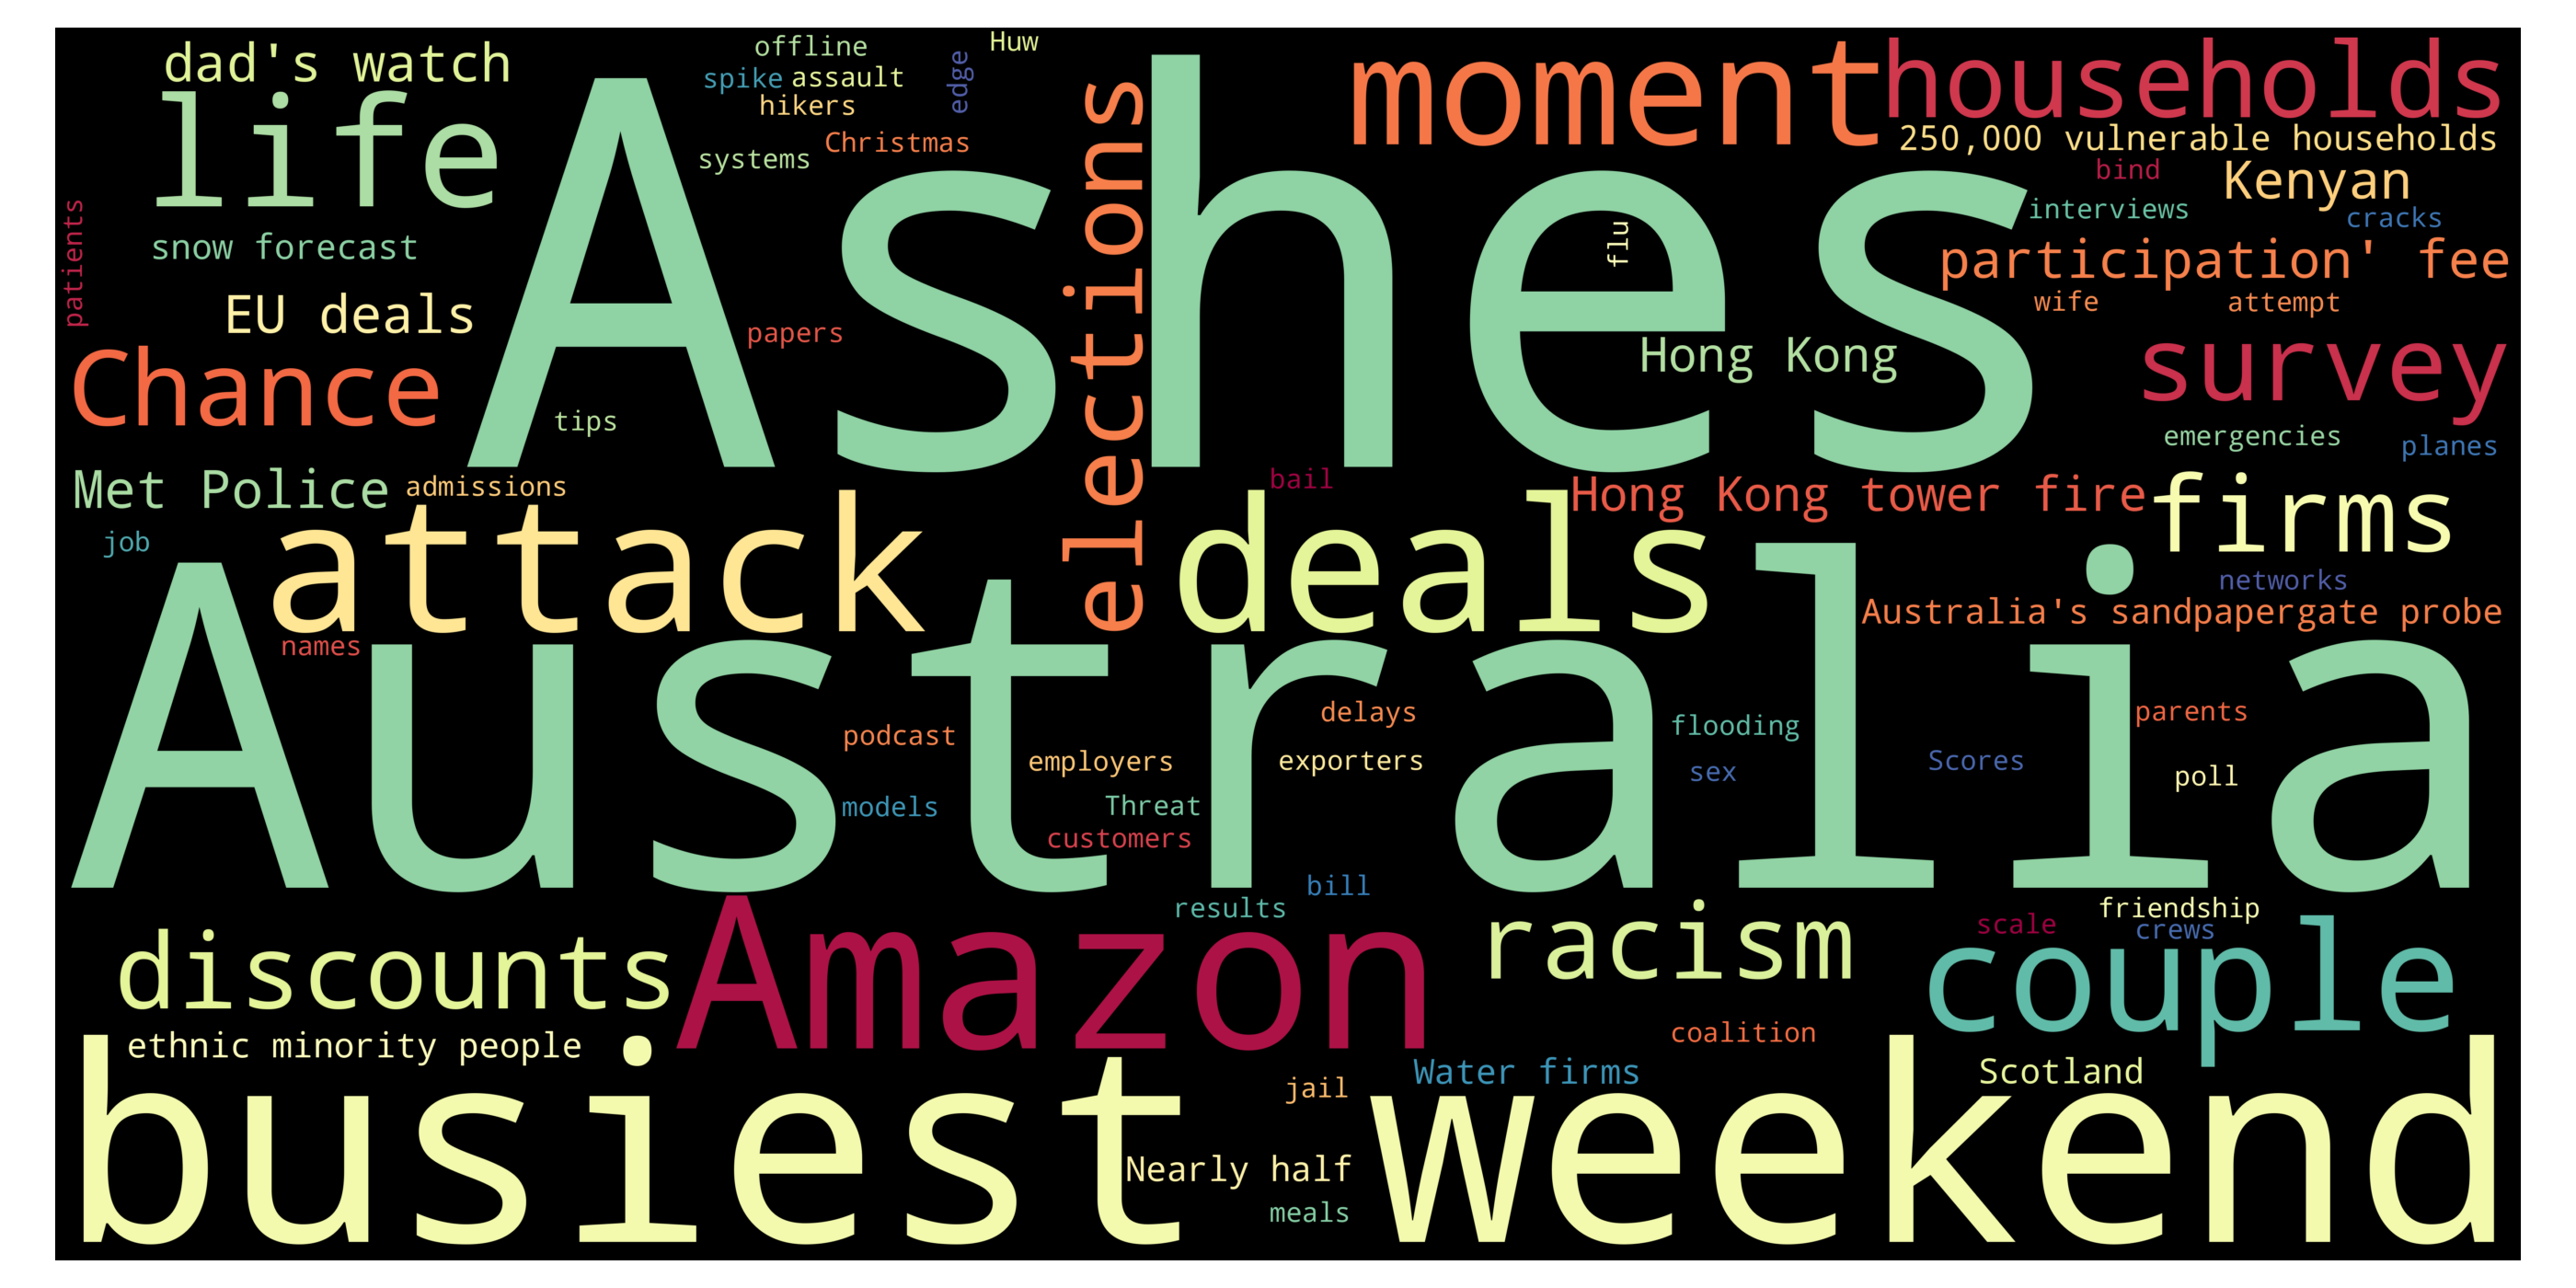 dad's watch
offline
Huw
spike
assault
edge
hikers
life
Ashes
moment
households
250,000 vulnerable households
systems
Christmas
elections
bind
Kenyan
interviews
cracks
patients
snow forecast
flu
participation' fee
EU deals
papers
wife
attempt
Chance
Hong Kong
survey
tips
emergencies
planes
Met Police
admissions
bail
Hong Kong tower fire
firms
job
attack
deals
networks
Australia's sandpapergate probe
names
Australia
podcast
delays
flooding
parents
employers
exporters
sex
Scores
poll
models
Threat
customers
bill
results
friendship
scale
crews
discounts
Amazon
racism
couple
ethnic minority people
coalition
Water firms
Scotland
jail
busiest
weekend
Nearly half
meals